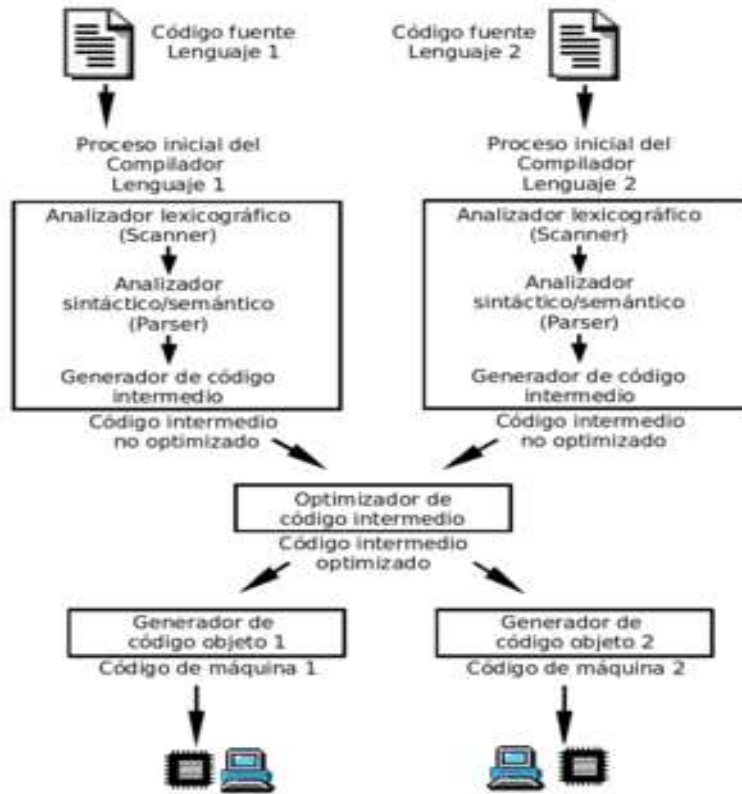 Código fuente
Lenguaje 1
Código fuente
Lenguaje 2
Proceso inicial del
Compilador
Lenguaje 1
Proceso inicial del
Compilador
Lenguaje 2
Analizador lexicográfico
(Scanner)
Analizador
sintáctico/semántico
(Parser)
Generador de código
intermedio
Analizador lexicográfico
(Scanner)
Analizador
sintáctico/semántico
(Parser)
Generador de código
intermedio
Código intermedio
no optimizado
Código intermedio
no optimizado
Optimizador de
código intermedio
Código intermedio
optimizado
Generador de
código objeto 1
Generador de
código objeto 2
Código de máquina 1
Código de máquina 2